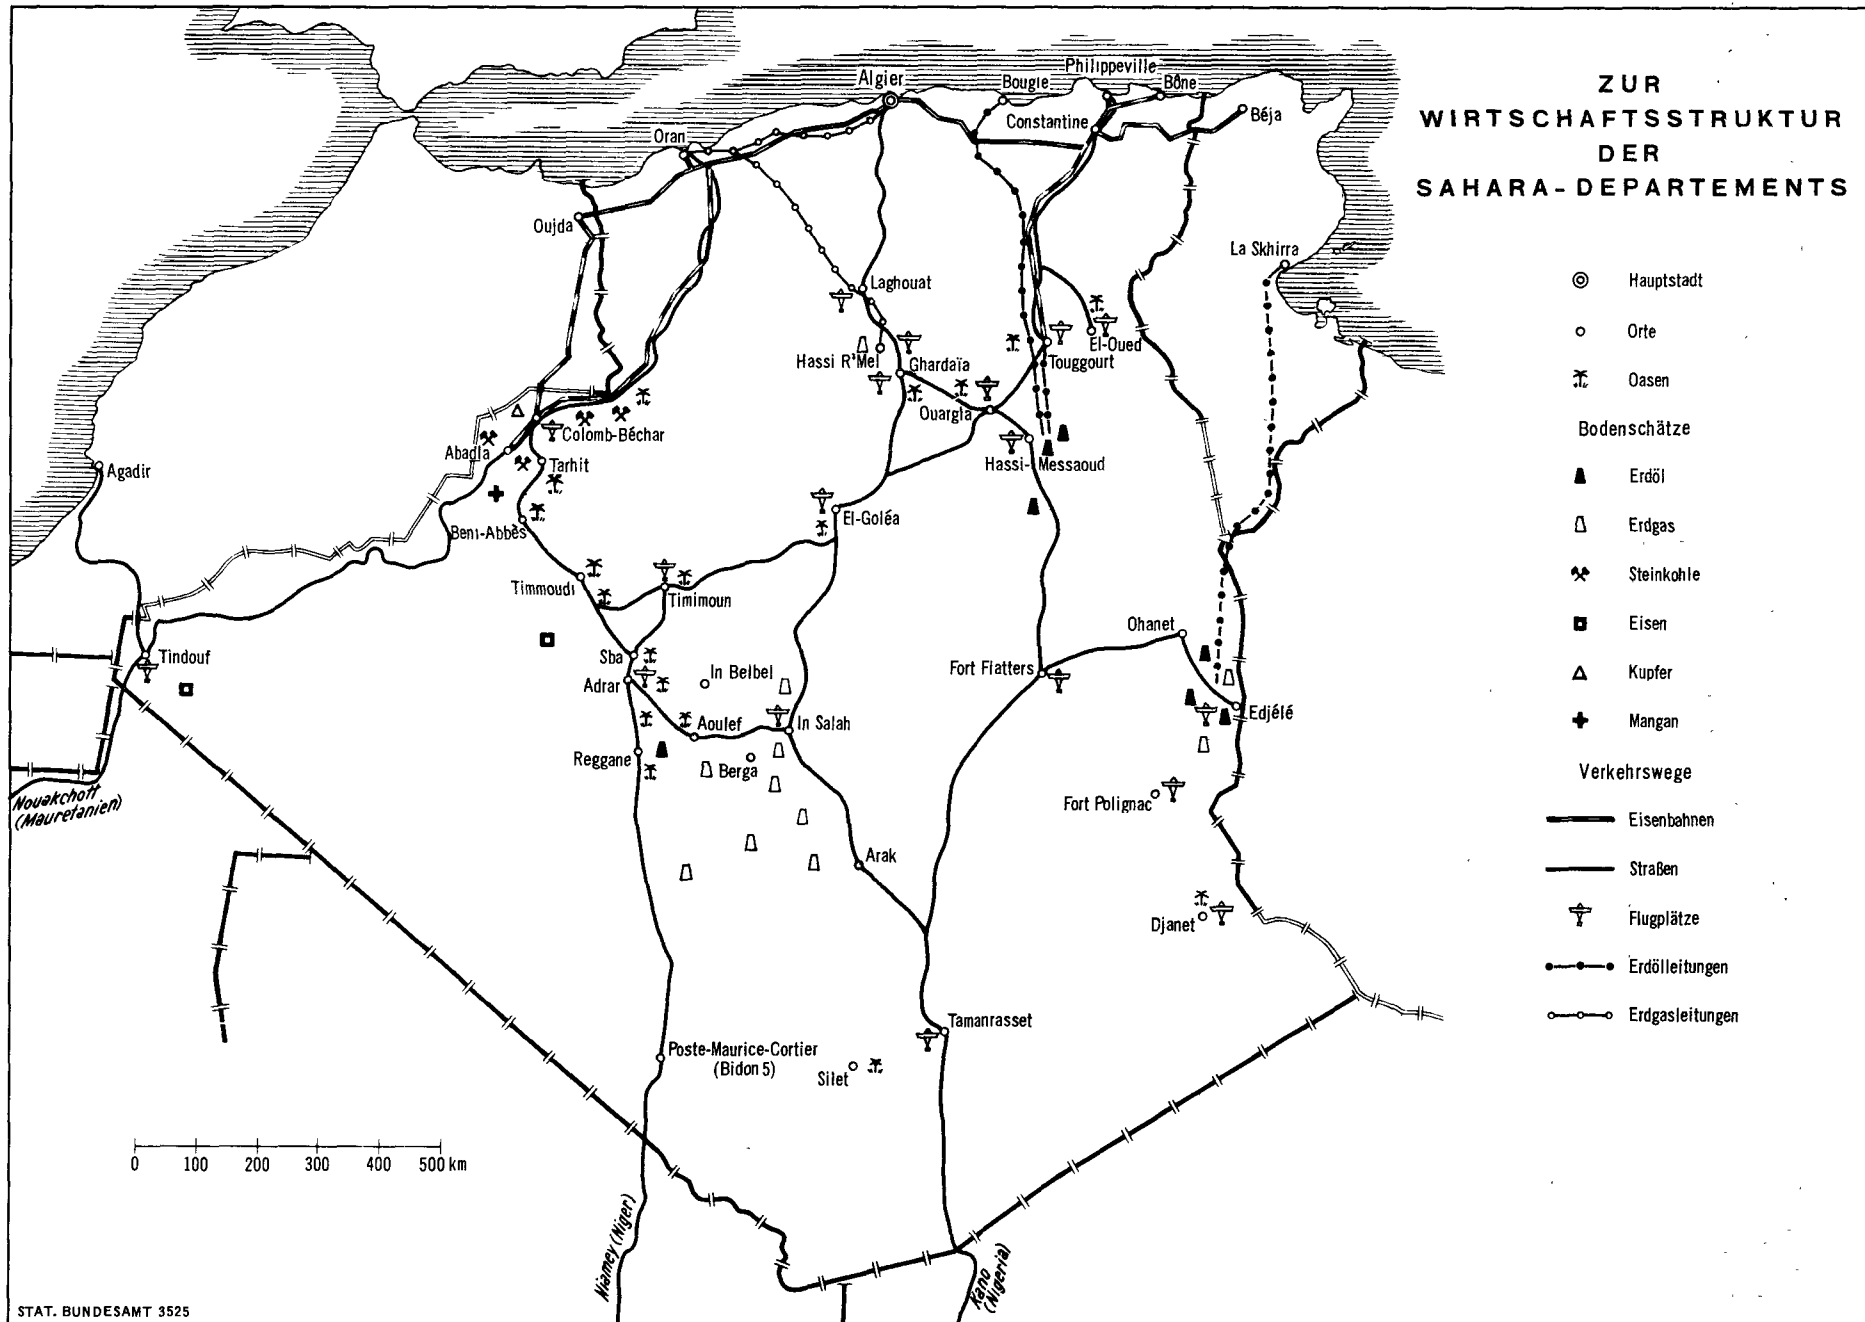 ZUR
WIRTSCHAFTSSTRUKTUR
DER
SAHARA-DEPARTEMENTS
Hauptstadt
Orte
Oasen
Bodenschätze
Erdöl
Erdgas
Steinkohle
Eisen
Kupfer
Mangan
Verkehrswege
Eisenbahnen
Straßen
Flugplätze
Erdölleitungen
Erdgasleitungen
Algier
Bougie
Philippeville
Bône
Constantine
Béja
Oran
Oujda
La Skhirra
Laghouat
Hassi R'Mel
Ghardaïa
El-Oued
Touggourt
Ouargla
Hassi-Messaoud
Colomb-Béchar
Abadla
Tarhit
Agadir
Beni-Abbès
El-Goléa
Timmoudi
Timimoun
Tindouf
Sba
Adrar
In Belbel
Aoulef
In Salah
Fort Flatters
Ohanet
Edjélé
Reggane
Berga
Fort Polignac
Nouakchott
(Mauretanien)
Arak
Djanet
Tamanrasset
Poste-Maurice-Cortier
(Bidon 5)
Silet
0 100 200 300 400 500 km
Niamey (Niger)
Kano
(Nigeria)
STAT. BUNDESAMT 3525